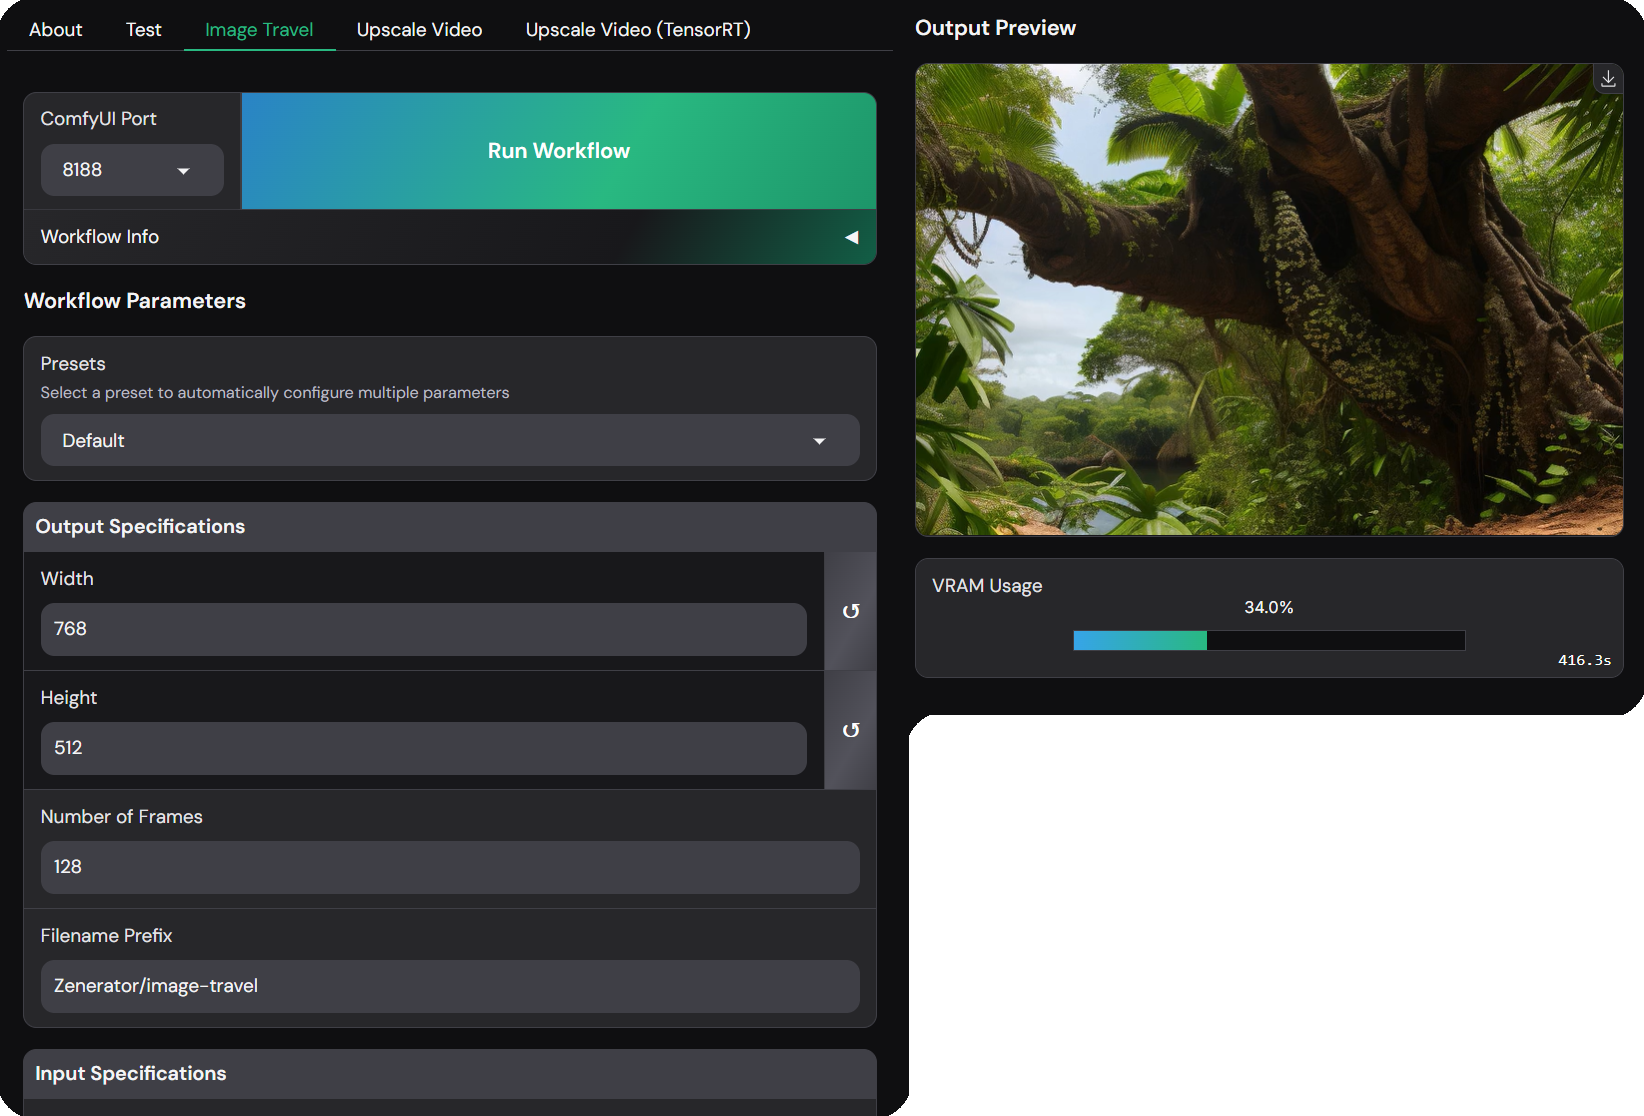 About
Test
Image Travel
Upscale Video
Upscale Video (TensorRT)
ComfyUI Port
8188
Run Workflow
Workflow Info
Workflow Parameters
Presets
Select a preset to automatically configure multiple parameters
Default
Output Specifications
Width
768
Height
512
Number of Frames
128
Filename Prefix
Zenerator/image-travel
Input Specifications
Output Preview
VRAM Usage
34.0%
416.3s